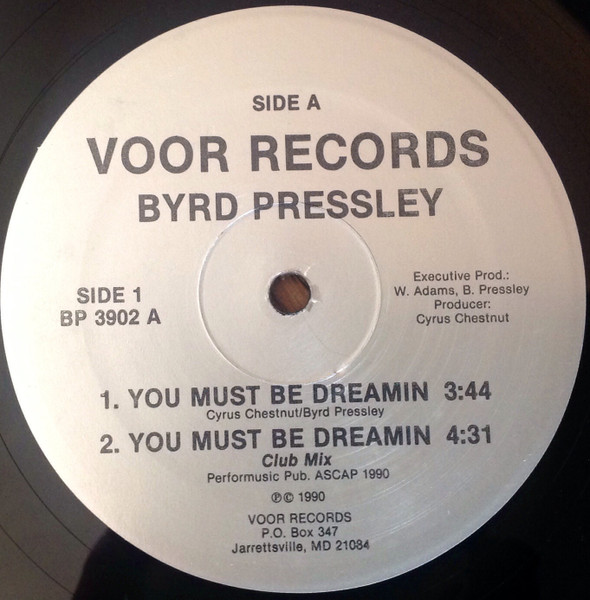 SIDE A
VOOR RECORDS
BYRD PRESSLEY
SIDE 1
BP 3902 A
Executive Prod.:
W. Adams, B. Pressley
Producer:
Cyrus Chestnut
1. YOU MUST BE DREAMIN 3:44
Cyrus Chestnut/Byrd Pressley
2. YOU MUST BE DREAMIN 4:31
Club Mix
Performusic Pub. ASCAP 1990
℗© 1990
VOOR RECORDS
P.O. Box 347
Jarrettsville, MD 21084